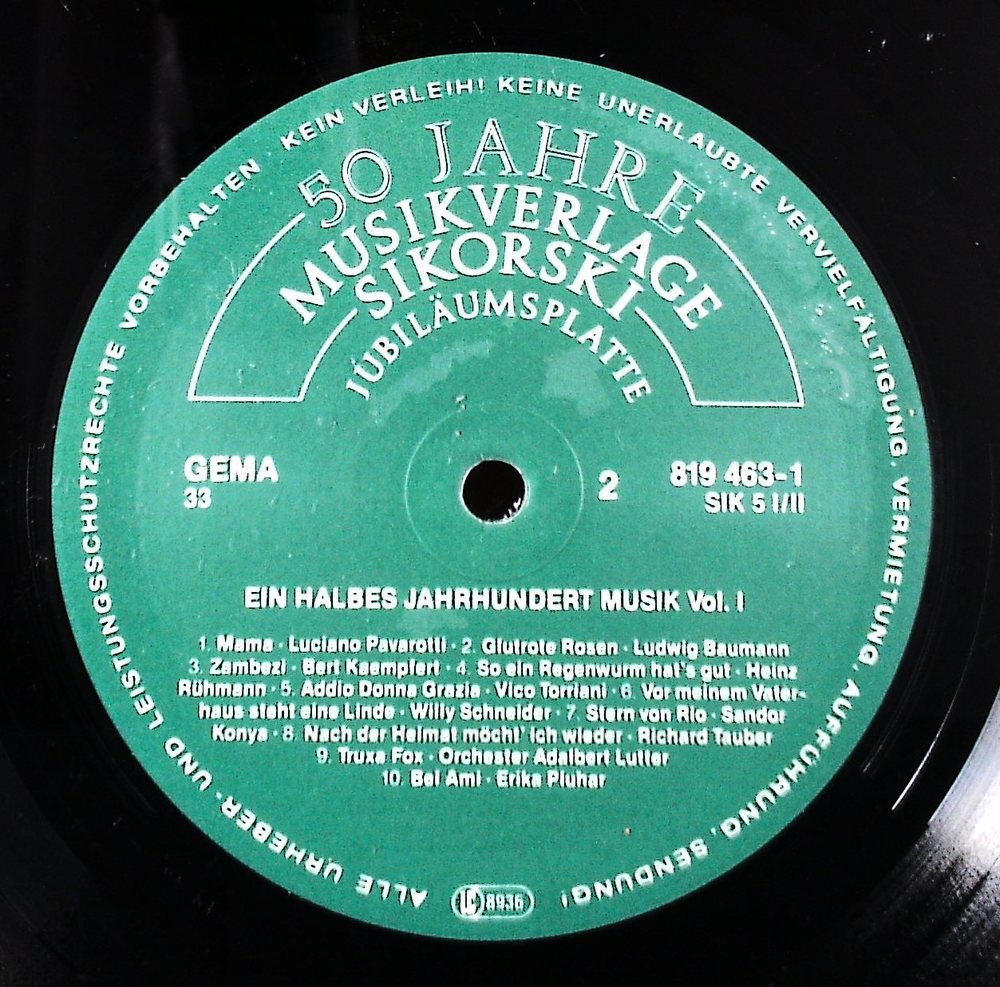 ALLE URHEBER- UND LEISTUNGSSCHUTZRECHTE VORBEHALTEN · KEIN VERLEIH! KEINE UNERLAUBTE VERVIELFÄLTIGUNG, VERMIETUNG, AUFFÜHRUNG, SENDUNG!
50 JAHRE
MUSIKVERLAGE
SIKORSKI
JUBILÄUMSPLATTE
GEMA
33
2
819 463-1
SIK 5 I/II
EIN HALBES JAHRHUNDERT MUSIK Vol. I
1. Mama · Luciano Pavarotti · 2. Glutrote Rosen · Ludwig Baumann
3. Zambezi · Bert Kaempfert · 4. So ein Regenwurm hat's gut · Heinz
Rühmann · 5. Addio Donna Grazia · Vico Torriani · 6. Vor meinem Vater-
haus steht eine Linde · Willy Schneider · 7. Stern von Rio · Sandor
Konya · 8. Nach der Heimat möcht' ich wieder · Richard Tauber
9. Truxa Fox · Orchester Adalbert Lutter
10. Bel Ami · Erika Pluhar
LC 8936